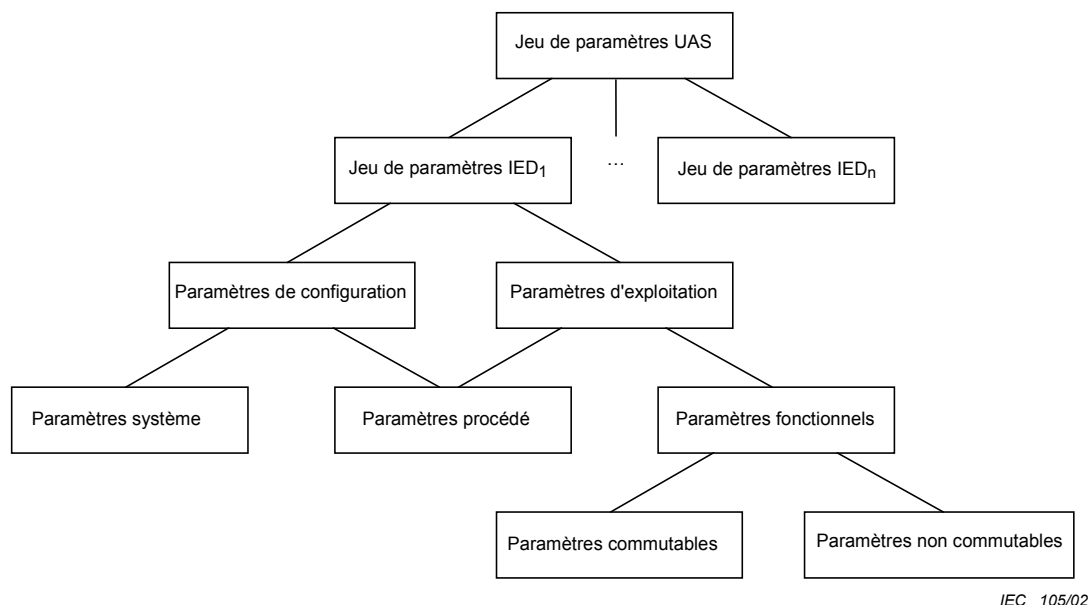 Jeu de paramètres UAS
Jeu de paramètres IED1
...
Jeu de paramètres IEDn
Paramètres de configuration
Paramètres d'exploitation
Paramètres système
Paramètres procédé
Paramètres fonctionnels
Paramètres commutables
Paramètres non commutables
IEC 105/02